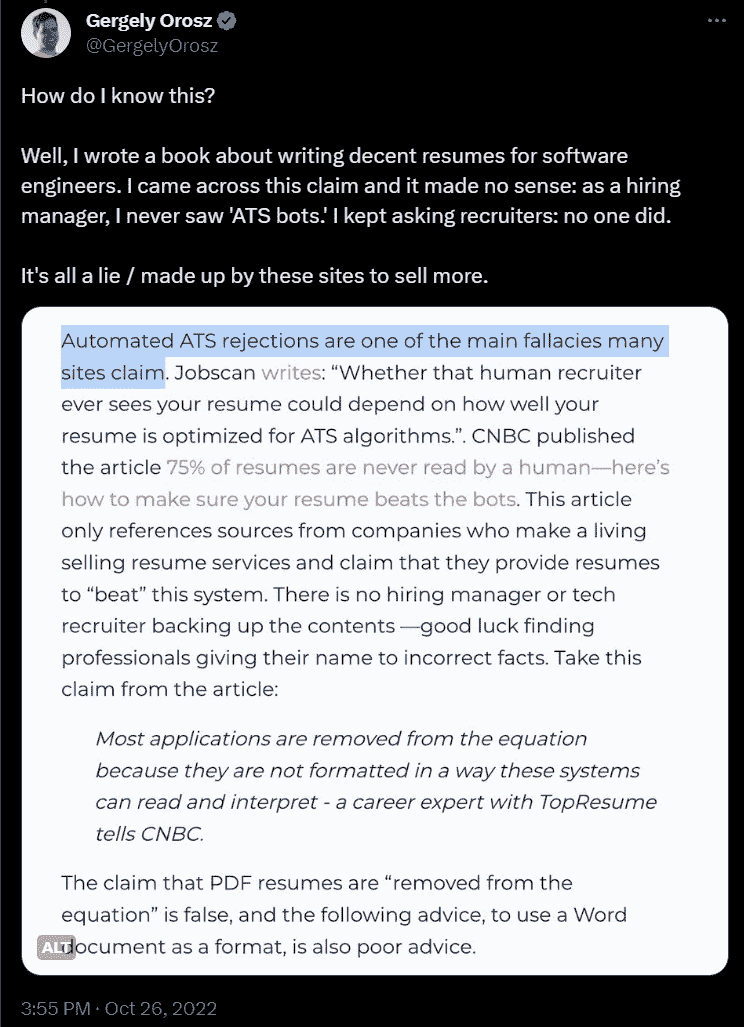 Gergely Orosz
@GergelyOrosz
How do I know this?
Well, I wrote a book about writing decent resumes for software
engineers. I came across this claim and it made no sense: as a hiring
manager, I never saw 'ATS bots.' I kept asking recruiters: no one did.
It's all a lie / made up by these sites to sell more.
Automated ATS rejections are one of the main fallacies many
sites claim. Jobscan writes: “Whether that human recruiter
ever sees your resume could depend on how well your
resume is optimized for ATS algorithms.”. CNBC published
the article 75% of resumes are never read by a human—here’s
how to make sure your resume beats the bots. This article
only references sources from companies who make a living
selling resume services and claim that they provide resumes
to “beat” this system. There is no hiring manager or tech
recruiter backing up the contents —good luck finding
professionals giving their name to incorrect facts. Take this
claim from the article:
Most applications are removed from the equation
because they are not formatted in a way these systems
can read and interpret - a career expert with TopResume
tells CNBC.
The claim that PDF resumes are “removed from the
equation” is false, and the following advice, to use a Word
ALT document as a format, is also poor advice.
3:55 PM · Oct 26, 2022